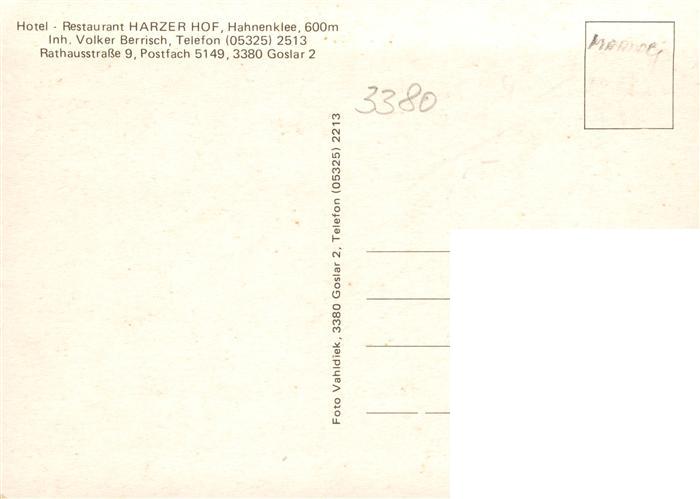 Hotel - Restaurant HARZER HOF, Hahnenklee, 600m
Inh. Volker Berrisch, Telefon (05325) 2513
Rathausstraße 9, Postfach 5149, 3380 Goslar 2
3380
Foto Vahldiek, 3380 Goslar 2, Telefon (05325) 2213